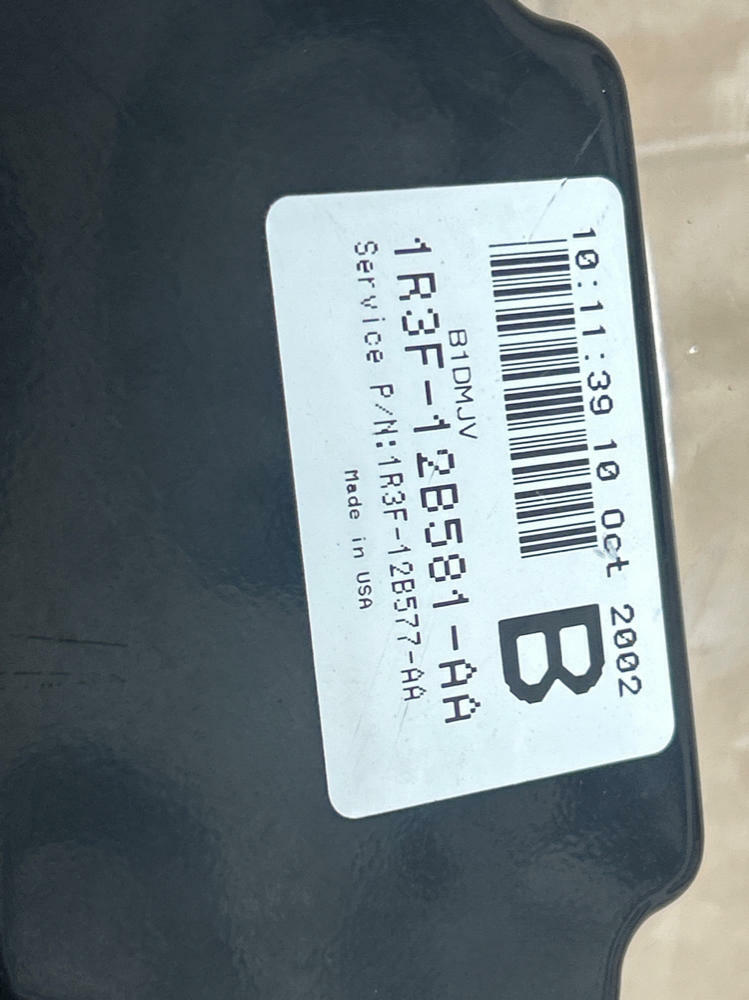 10:11:39 10 Oct 2002
B
B1DMJV
1R3F-12B581-AA
Service P/N:1R3F-12B577-AA
Made in USA